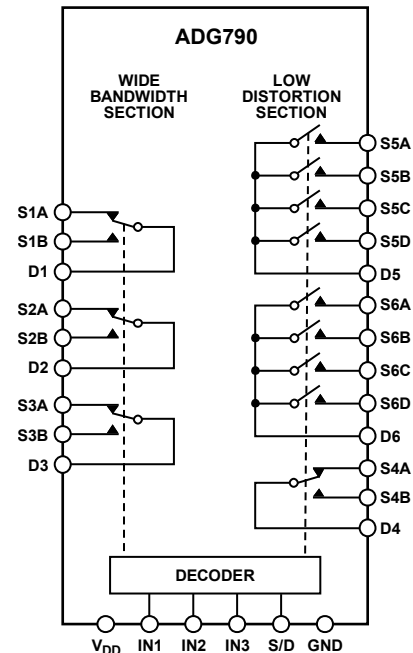 ADG790
WIDE
BANDWIDTH
SECTION
LOW
DISTORTION
SECTION
S1A
S1B
D1
S2A
S2B
D2
S3A
S3B
D3
S5A
S5B
S5C
S5D
D5
S6A
S6B
S6C
S6D
D6
S4A
S4B
D4
DECODER
VDD IN1 IN2 IN3 S/D GND